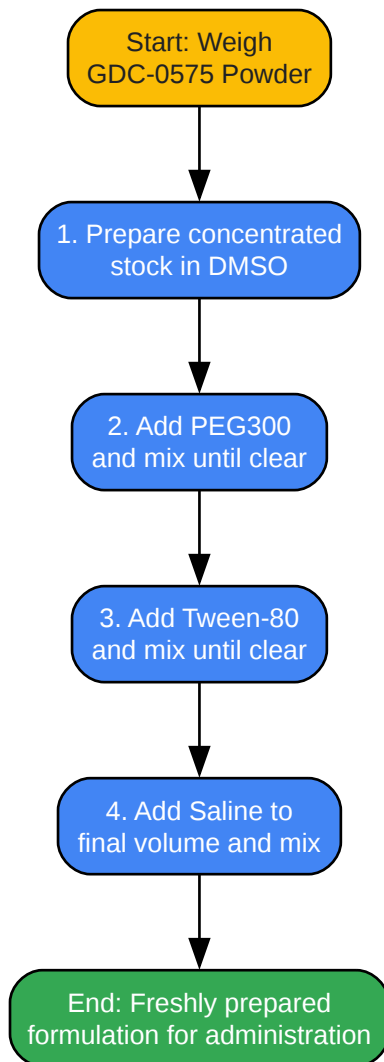 Start: Weigh
GDC-0575 Powder
1. Prepare concentrated
stock in DMSO
2. Add PEG300
and mix until clear
3. Add Tween-80
and mix until clear
4. Add Saline to
final volume and mix
End: Freshly prepared
formulation for administration